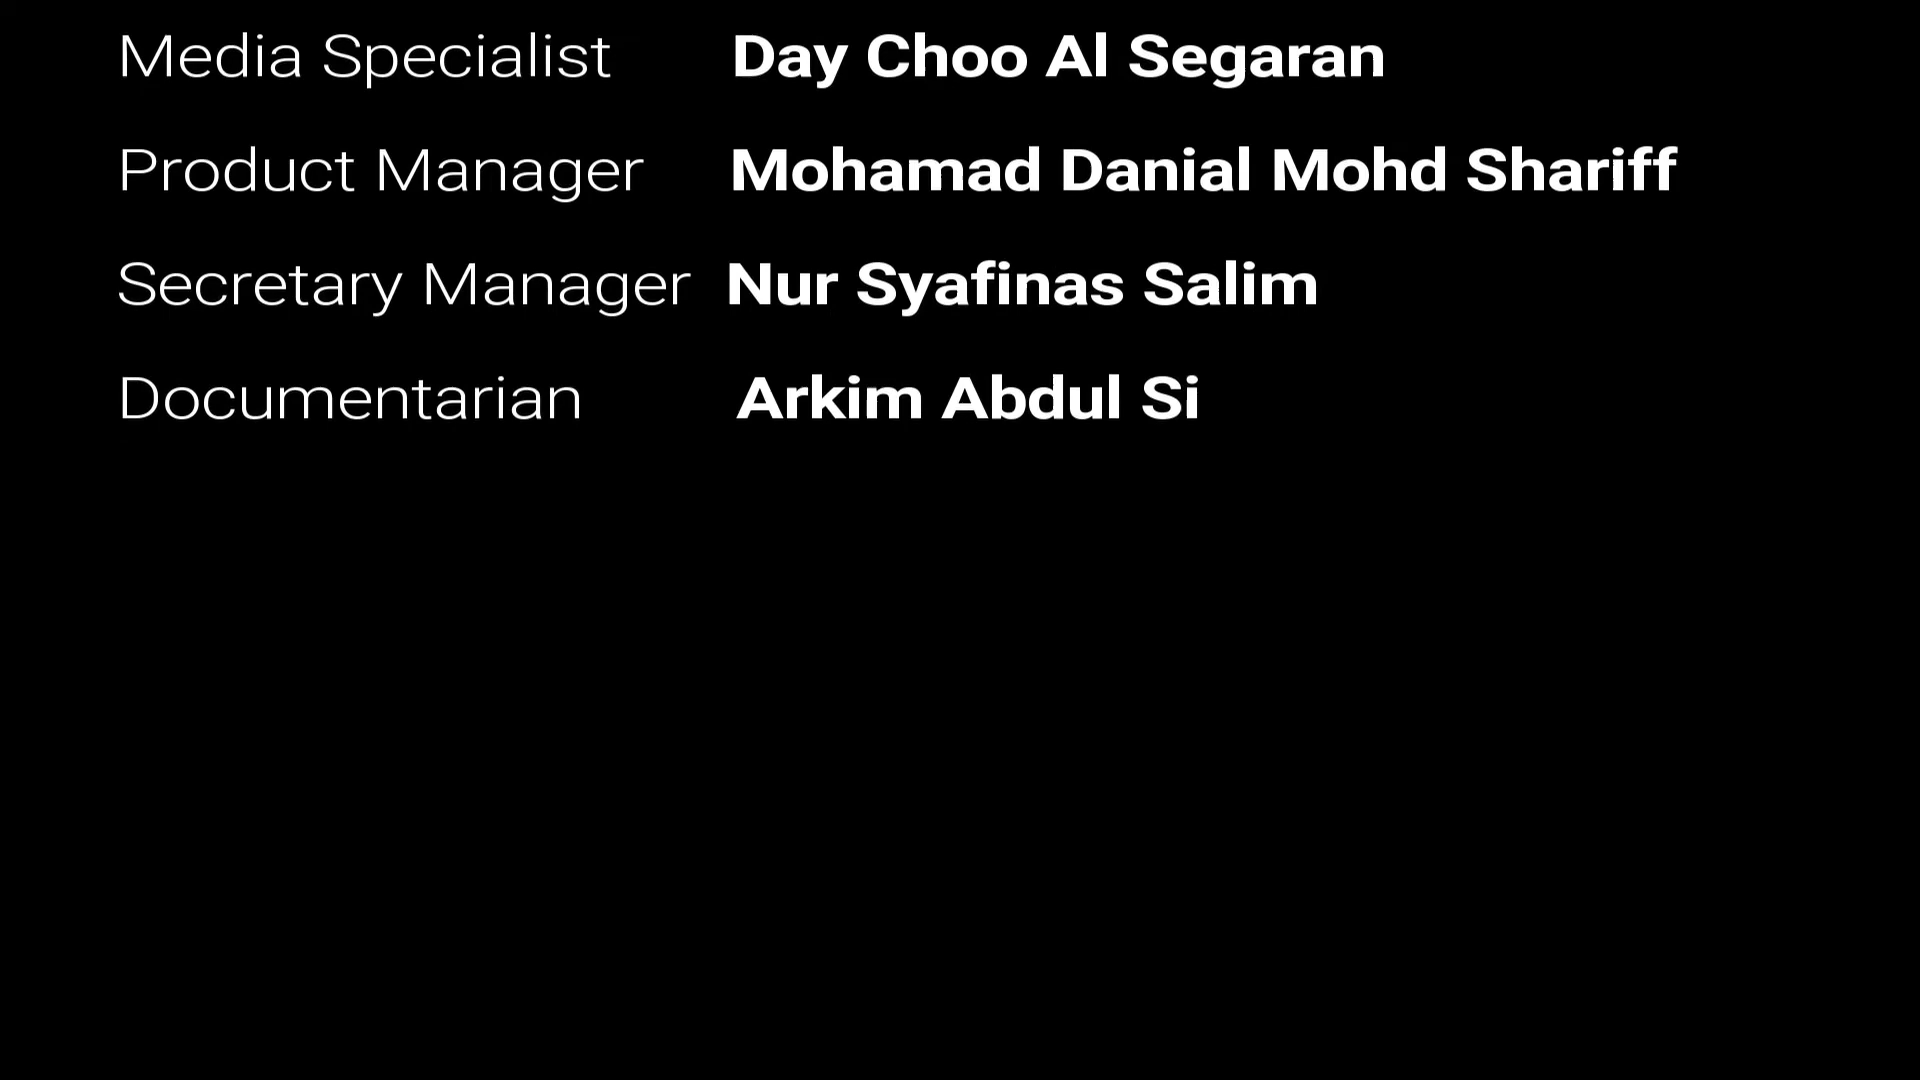 Media Specialist Day Choo Al Segaran
Product Manager Mohamad Danial Mohd Shariff
Secretary Manager Nur Syafinas Salim
Documentarian Arkim Abdul Si